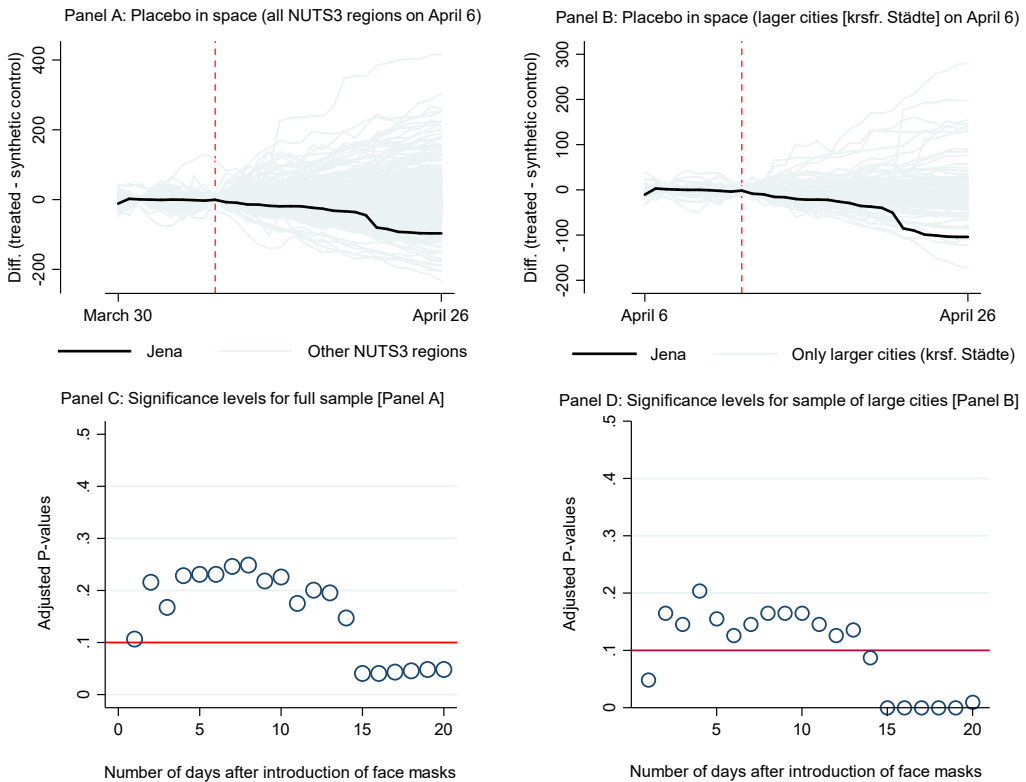 Panel A: Placebo in space (all NUTS3 regions on April 6)
Diff. (treated - synthetic control)
400
200
0
-200
March 30
April 26
Jena
Other NUTS3 regions
Panel B: Placebo in space (lager cities [krsfr. Städte] on April 6)
Diff. (treated - synthetic control)
300
200
100
0
-100
-200
April 6
April 26
Jena
Only larger cities (krsf. Städte)
Panel C: Significance levels for full sample [Panel A]
Adjusted P-values
.5
.4
.3
.2
.1
0
0
5
10
15
20
Number of days after introduction of face masks
Panel D: Significance levels for sample of large cities [Panel B]
Adjusted P-values
.5
.4
.3
.2
.1
0
5
10
15
20
Number of days after introduction of face masks